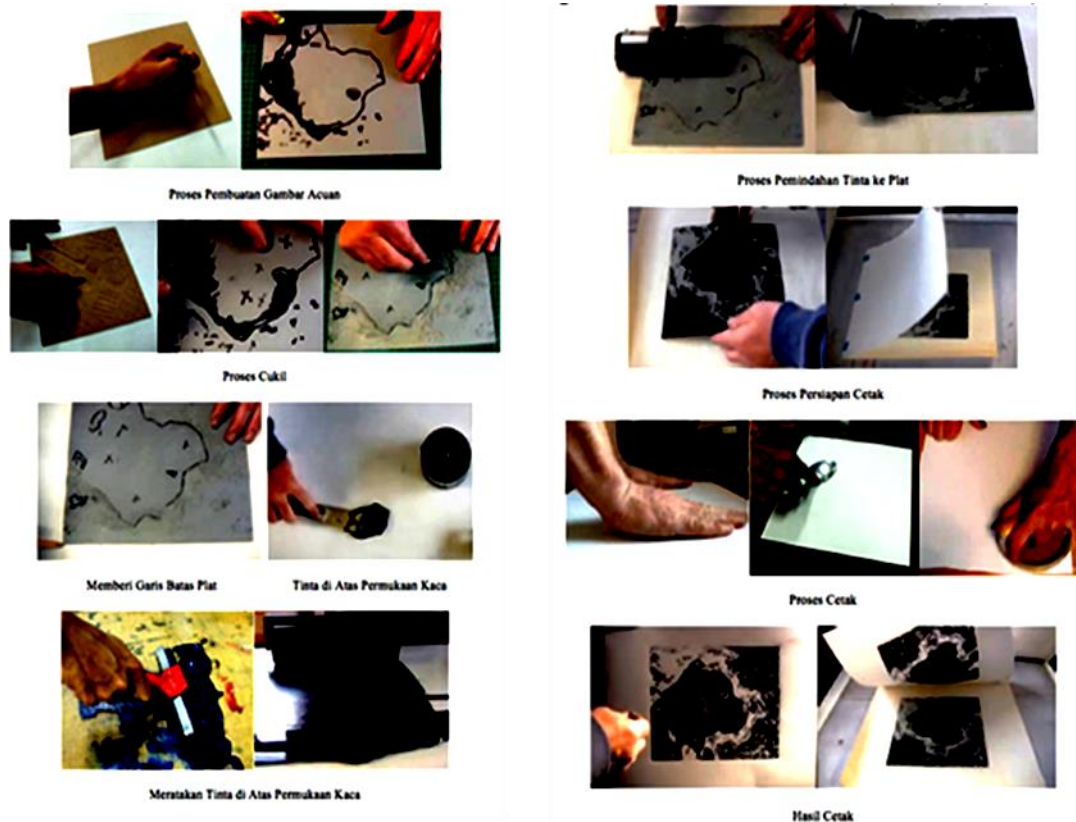 Proses Pembuatan Gambar Acuan
Proses Cukil
Memberi Garis Batas Plat
Tinta di Atas Permukaan Kaca
Meratakan Tinta di Atas Permukaan Kaca
Proses Pemindahan Tinta ke Plat
Proses Persiapan Cetak
Proses Cetak
Hasil Cetak